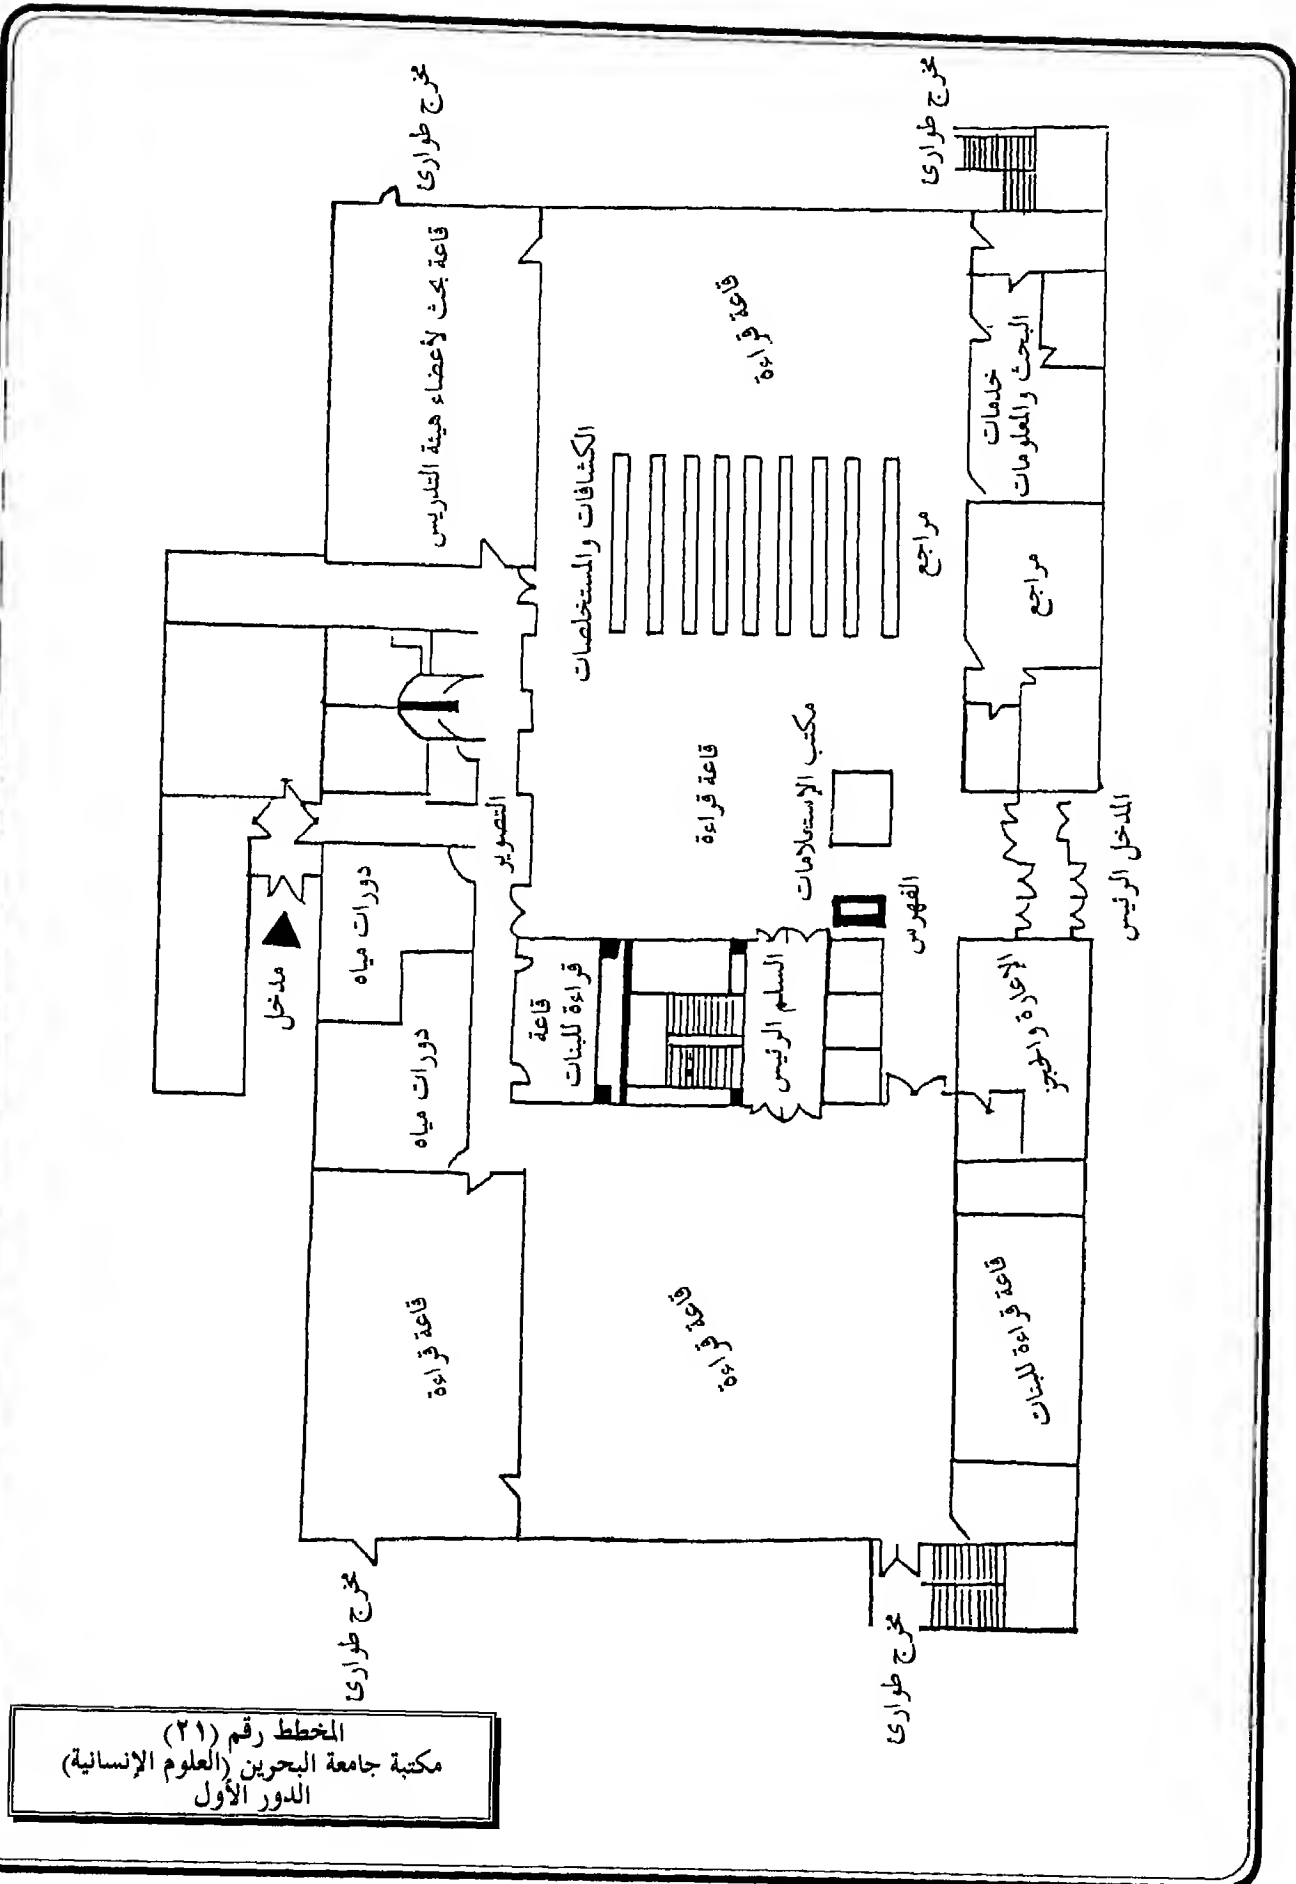 مخرج طوارئ
مخرج طوارئ
قاعة بحث لأعضاء هيئة التدريس
قاعة قراءة
الكشافات والمستخلصات
خدمات
البحث والمعلومات
مراجع
مراجع
قاعة قراءة
مكتب الإستعلامات
التصوير
المدخل الرئيس
الفهرس
دورات مياه
مدخل
قاعة
قراءة للبنات
السلم الرئيس
الإعارة والحجز
دورات مياه
قاعة قراءة
قاعة قراءة
قاعة قراءة للبنات
مخرج طوارئ
مخرج طوارئ
المخطط رقم (٢١)
مكتبة جامعة البحرين (العلوم الإنسانية)
الدور الأول